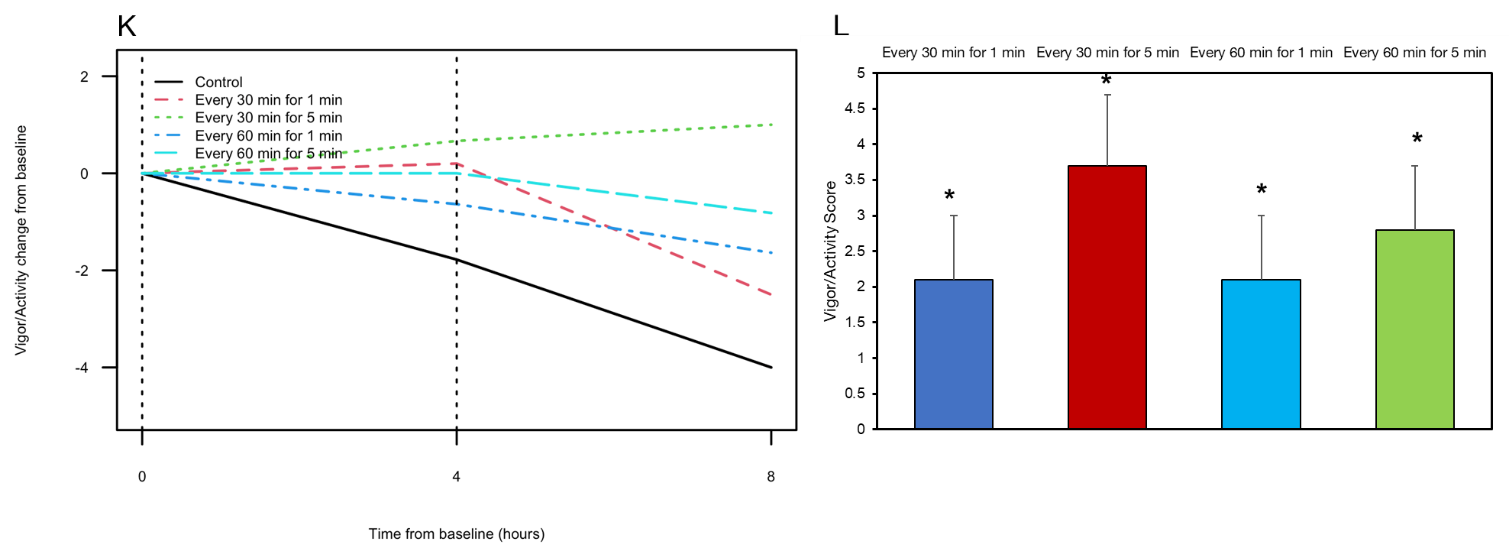 K
Vigor/Activity change from baseline
2
0
-2
-4
Control
Every 30 min for 1 min
Every 30 min for 5 min
Every 60 min for 1 min
Every 60 min for 5 min
0 4 8
Time from baseline (hours)
L
Every 30 min for 1 min Every 30 min for 5 min Every 60 min for 1 min Every 60 min for 5 min
Vigor/Activity Score
5
4.5
4
3.5
3
2.5
2
1.5
1
0.5
0
* * * *